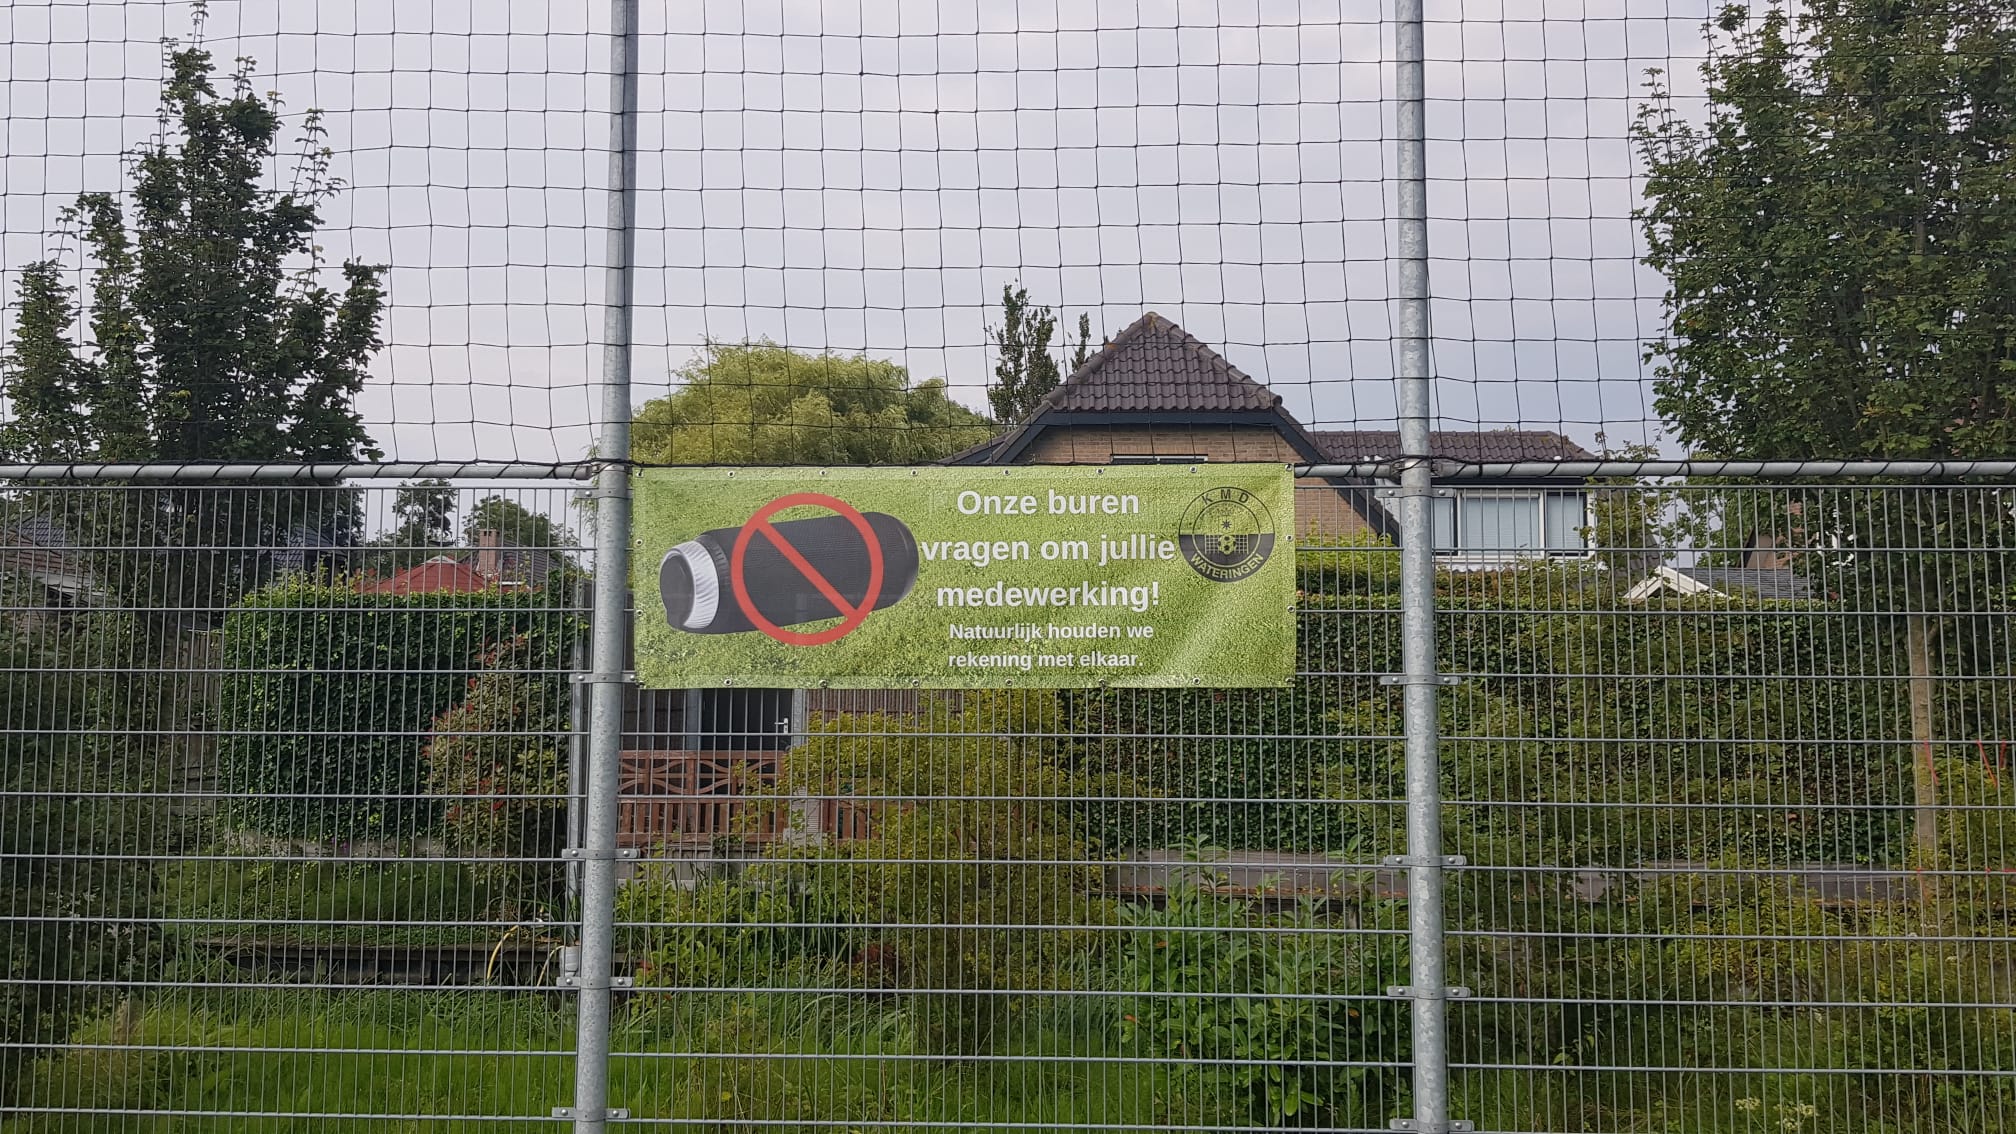 Onze buren
vragen om jullie
medewerking!
Natuurlijk houden we
rekening met elkaar.
KMD
WATERINGEN